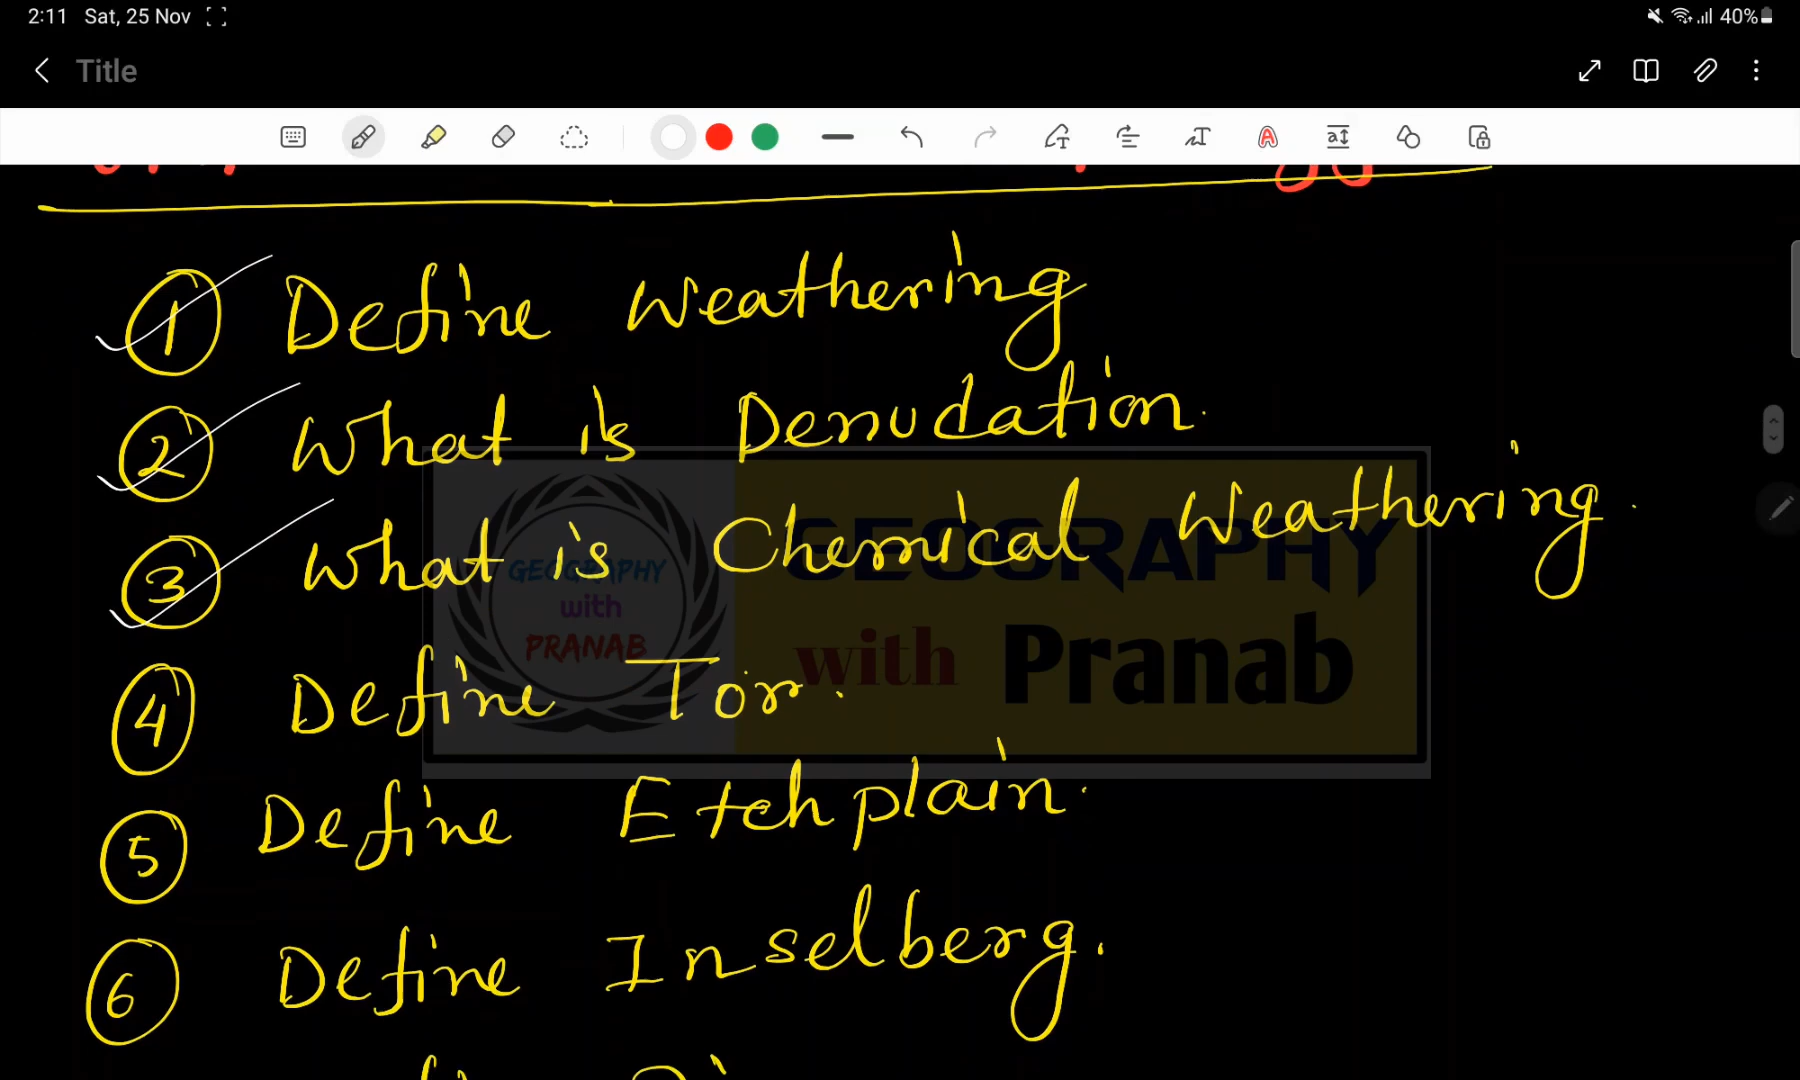 2:11 Sat, 25 Nov 40%
Title
1 Define Weathering
2 What is Denudation.
3 What is Chemical Weathering.
GEOGRAPHY with PRANAB
GEOGRAPHY with Pranab
4 Define Tor.
5 Define Etchplain.
6 Define Inselberg.